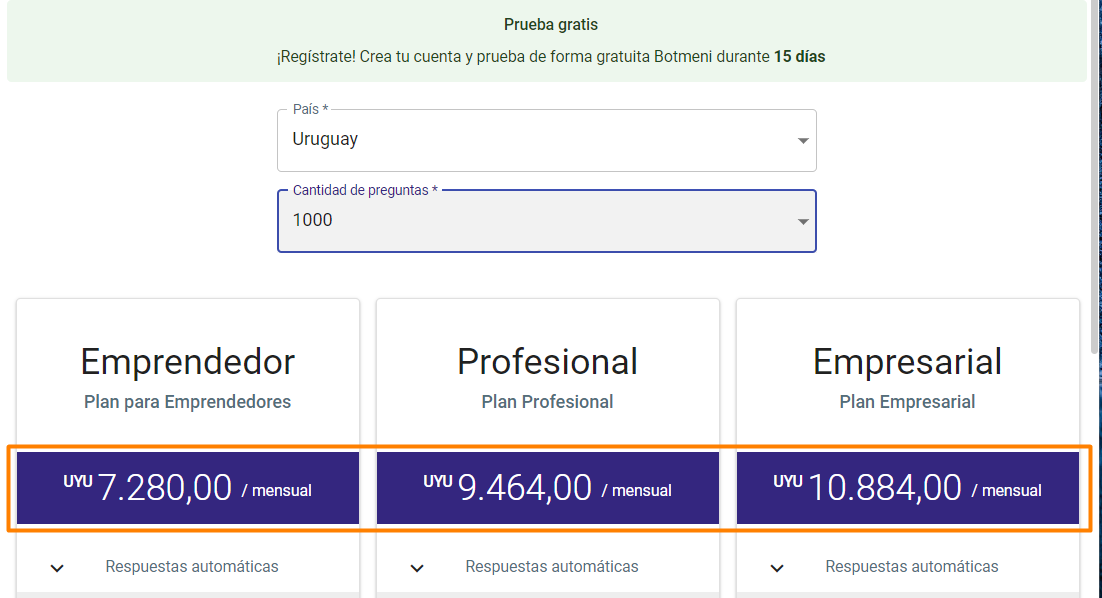 Prueba gratis
¡Regístrate! Crea tu cuenta y prueba de forma gratuita Botmeni durante 15 días
País *
Uruguay
Cantidad de preguntas *
1000
Emprendedor
Plan para Emprendedores
UYU 7.280,00 / mensual
Respuestas automáticas
Profesional
Plan Profesional
UYU 9.464,00 / mensual
Respuestas automáticas
Empresarial
Plan Empresarial
UYU 10.884,00 / mensual
Respuestas automáticas